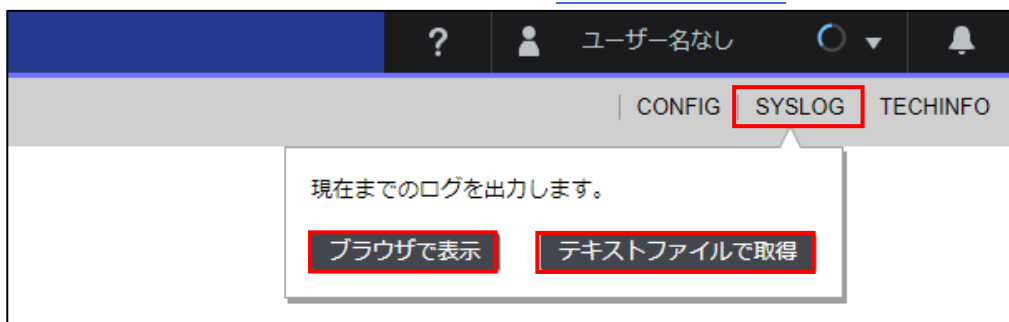 ? ユーザー名なし ▼
CONFIG SYSLOG TECHINFO
現在までのログを出力します。
ブラウザで表示 テキストファイルで取得